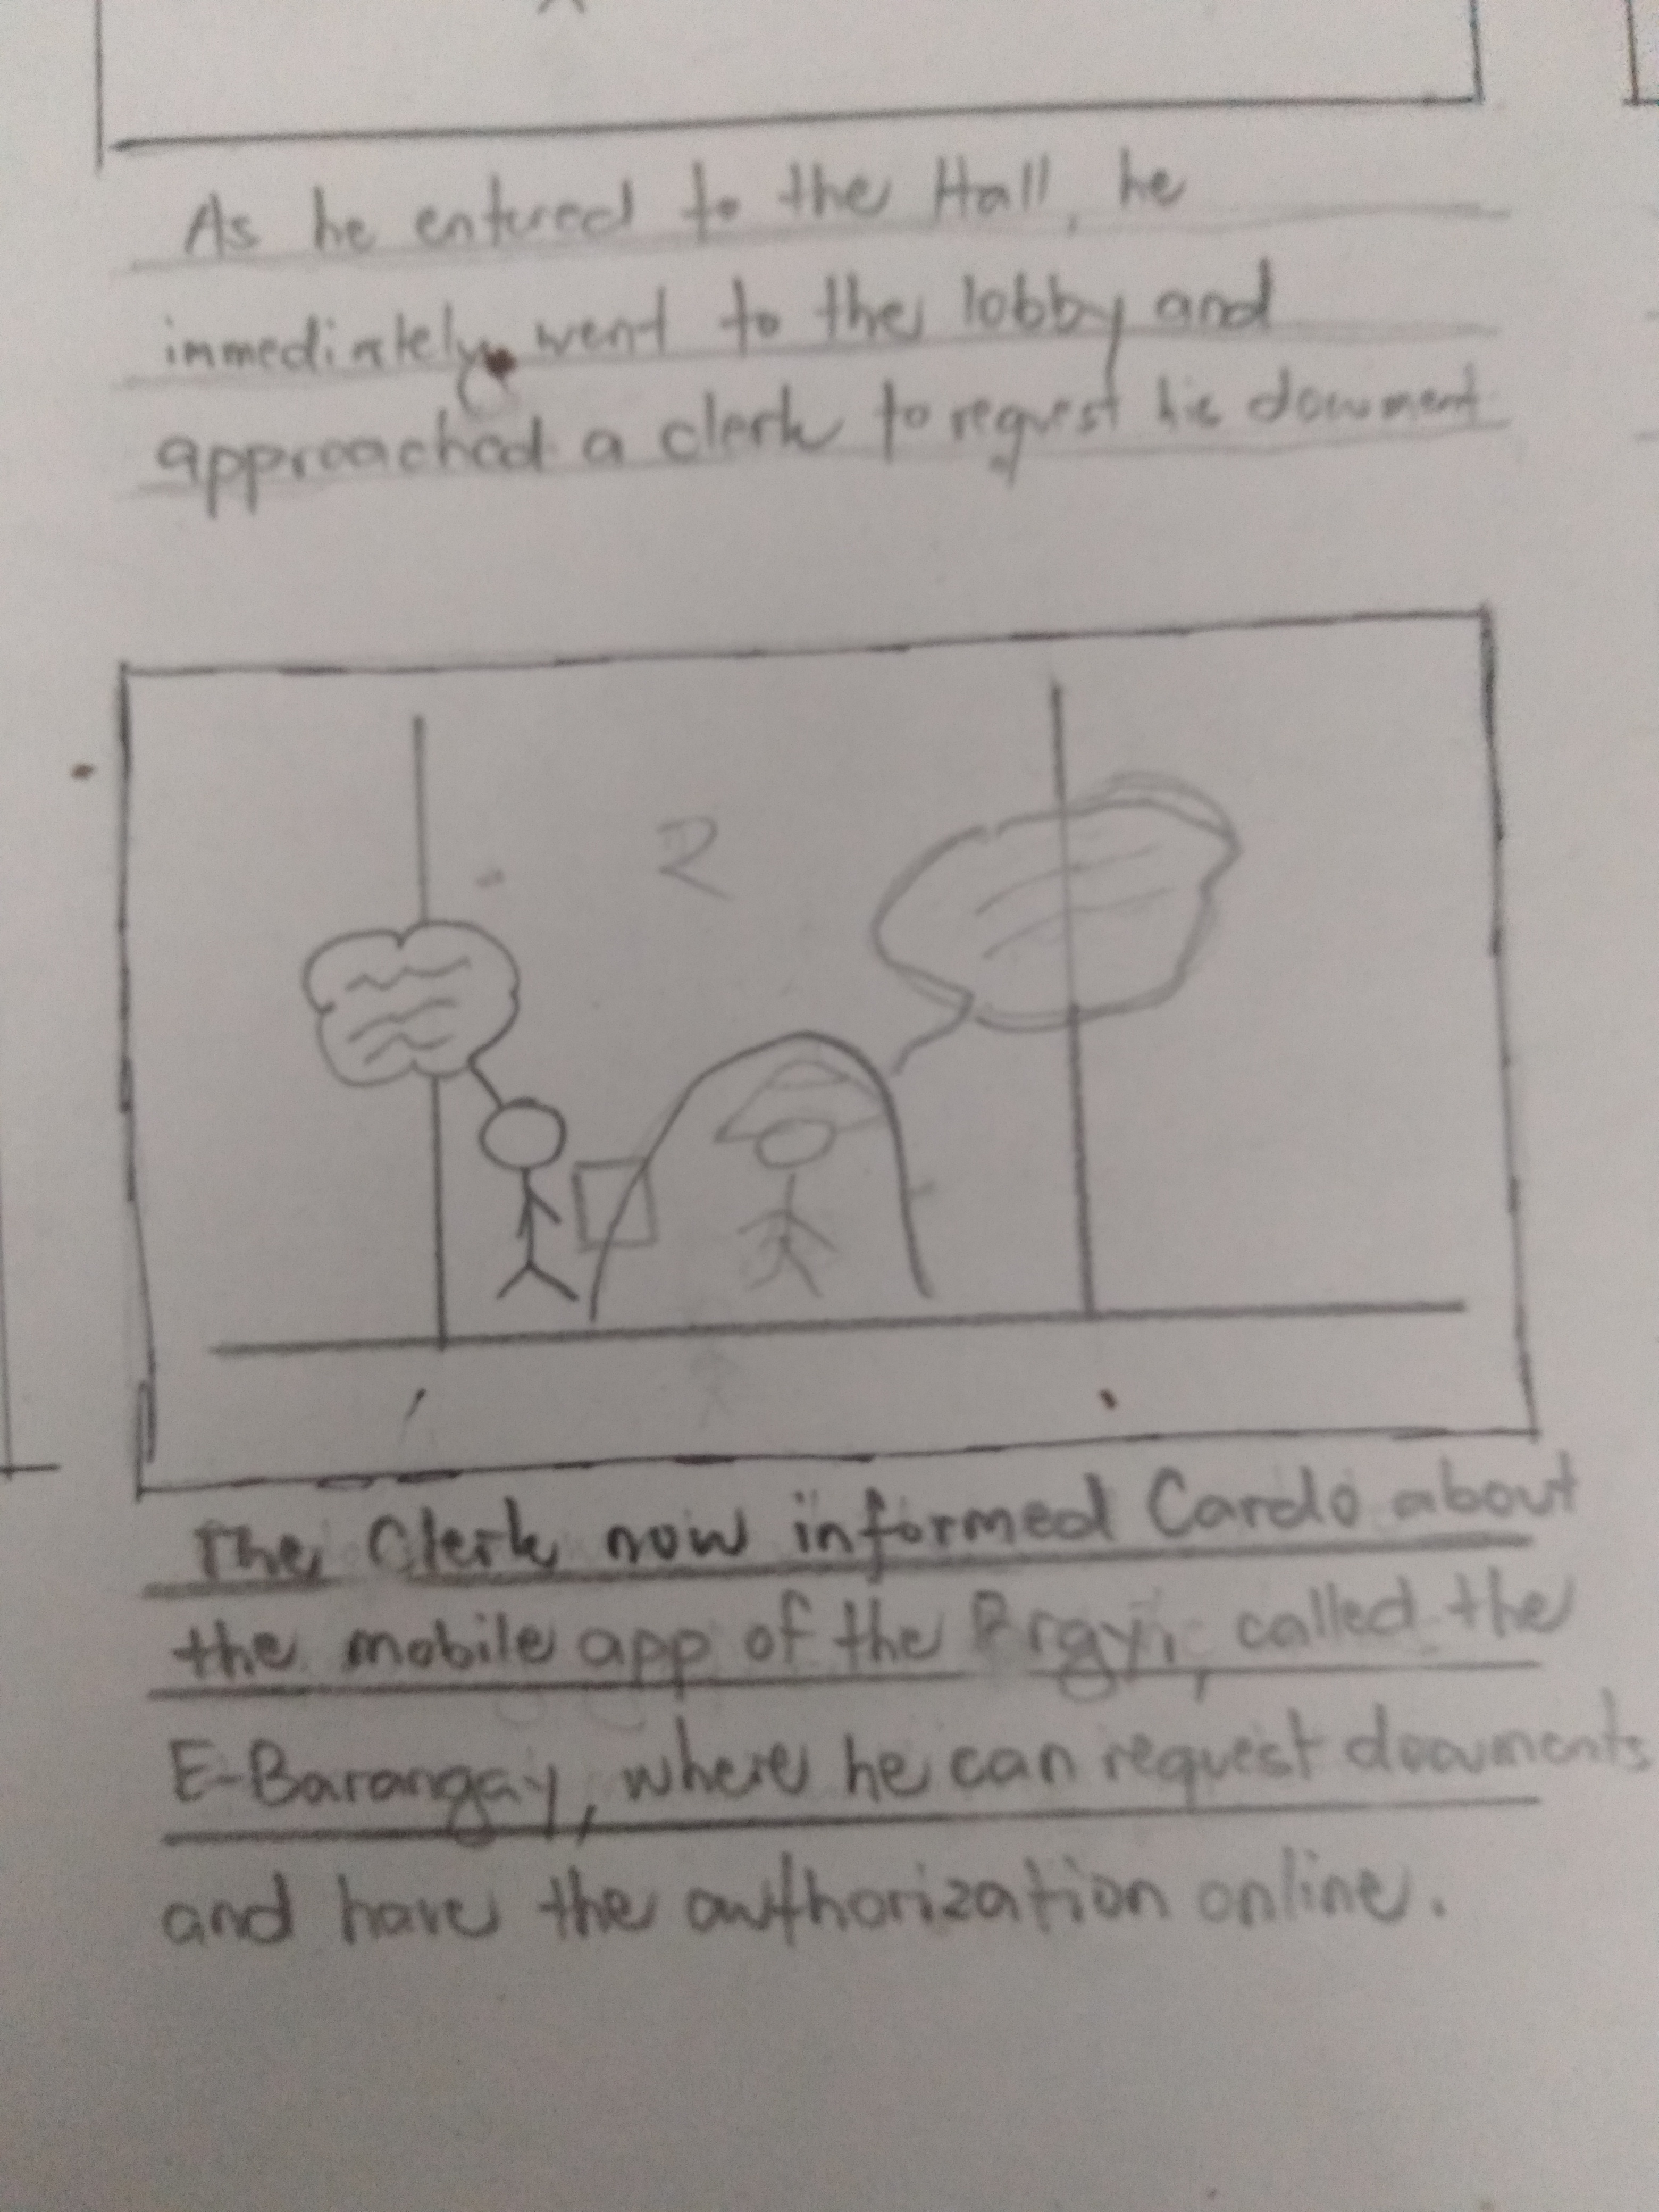 As he entered to the Hall, he
immediately went to the lobby and
approached a clerk to request his document
2
The Clerk now informed Cardo about
the mobile app of the Brgy., called the
E-Barangay, where he can request documents
and have the authorization online.